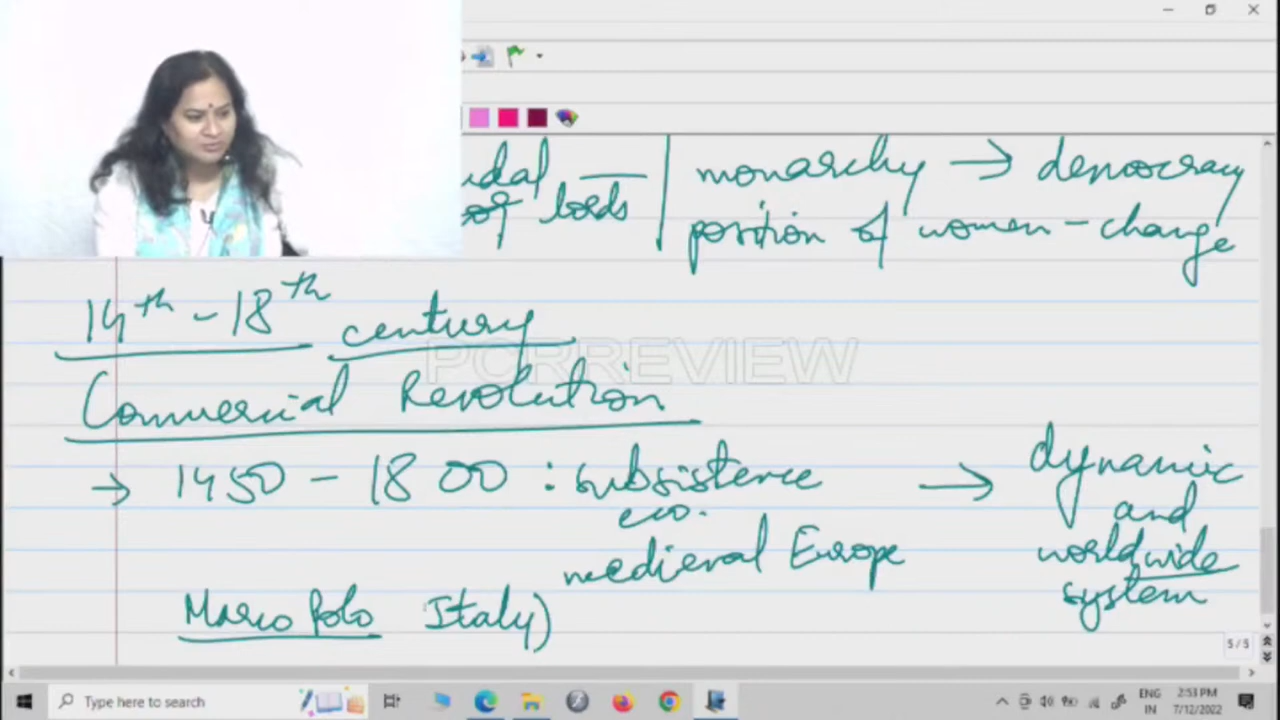 udal —
of lords
monarchy → democracy
position of women - change
14th - 18th century
Commercial Revolution
→ 1450 - 1800 : subsistence
eco.
medieval Europe
→ dynamic
and
worldwide
system
Marco Polo Italy)
PCRREVIEW
5/5
Type here to search
ENG
IN
2:53 PM
7/12/2022